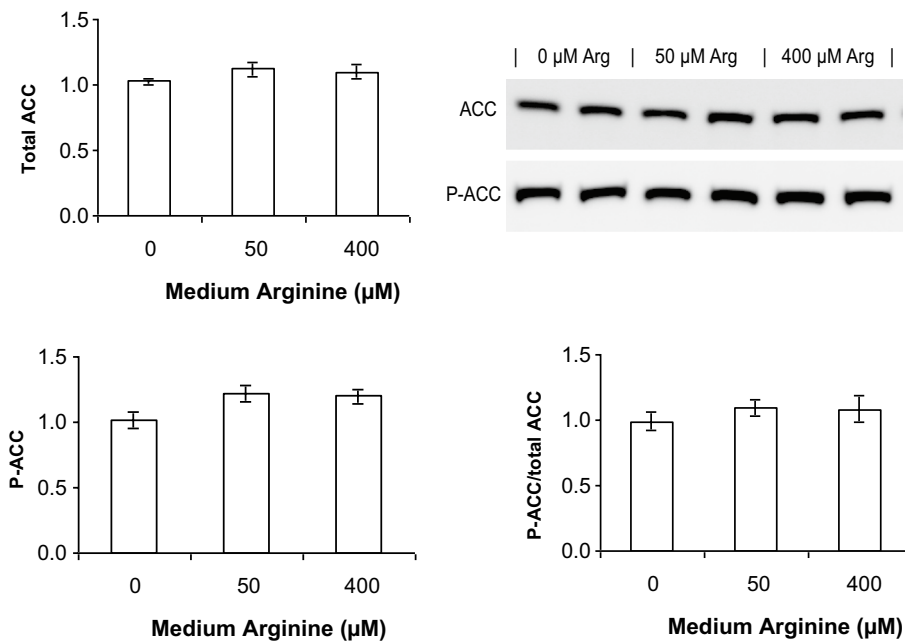 1.5
1.0
0.5
0.0
Total ACC
0 50 400
Medium Arginine (µM)
| 0 µM Arg | 50 µM Arg | 400 µM Arg |
ACC
P-ACC
1.5
1.0
0.5
0.0
P-ACC
0 50 400
Medium Arginine (µM)
1.5
1.0
0.5
0.0
P-ACC/total ACC
0 50 400
Medium Arginine (µM)